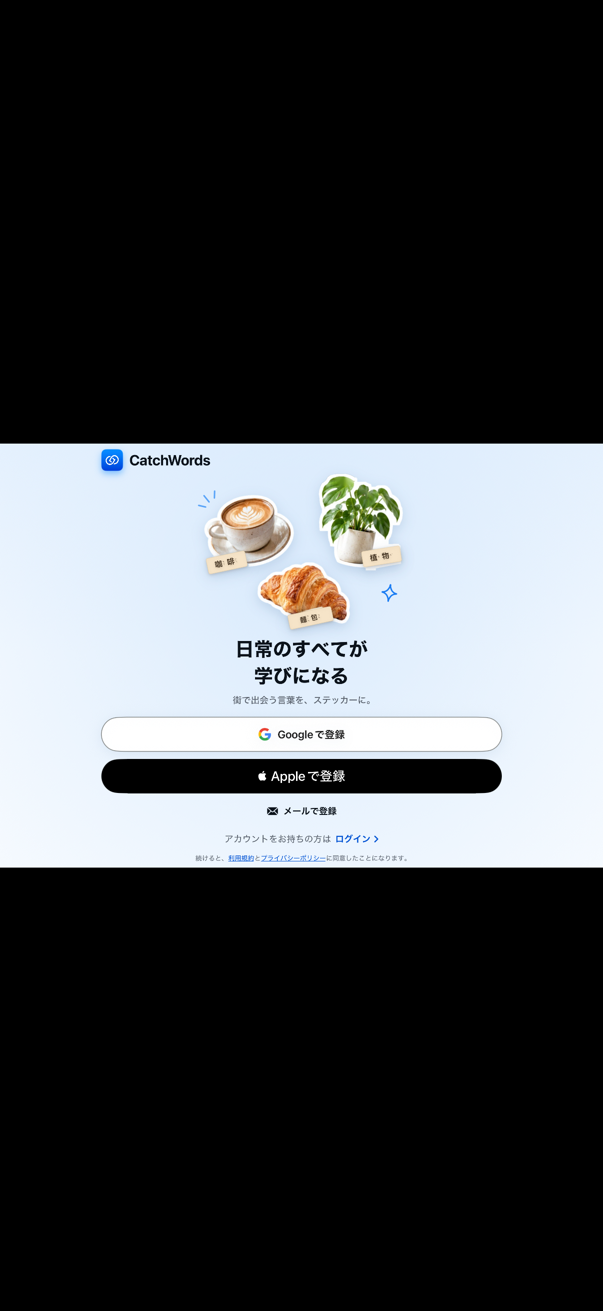 CatchWords
咖 啡
植 物
麵 包
日常のすべてが
学びになる
街で出会う言葉を、ステッカーに。
Googleで登録
Appleで登録
メールで登録
アカウントをお持ちの方は ログイン
続けると、利用規約とプライバシーポリシーに同意したことになります。